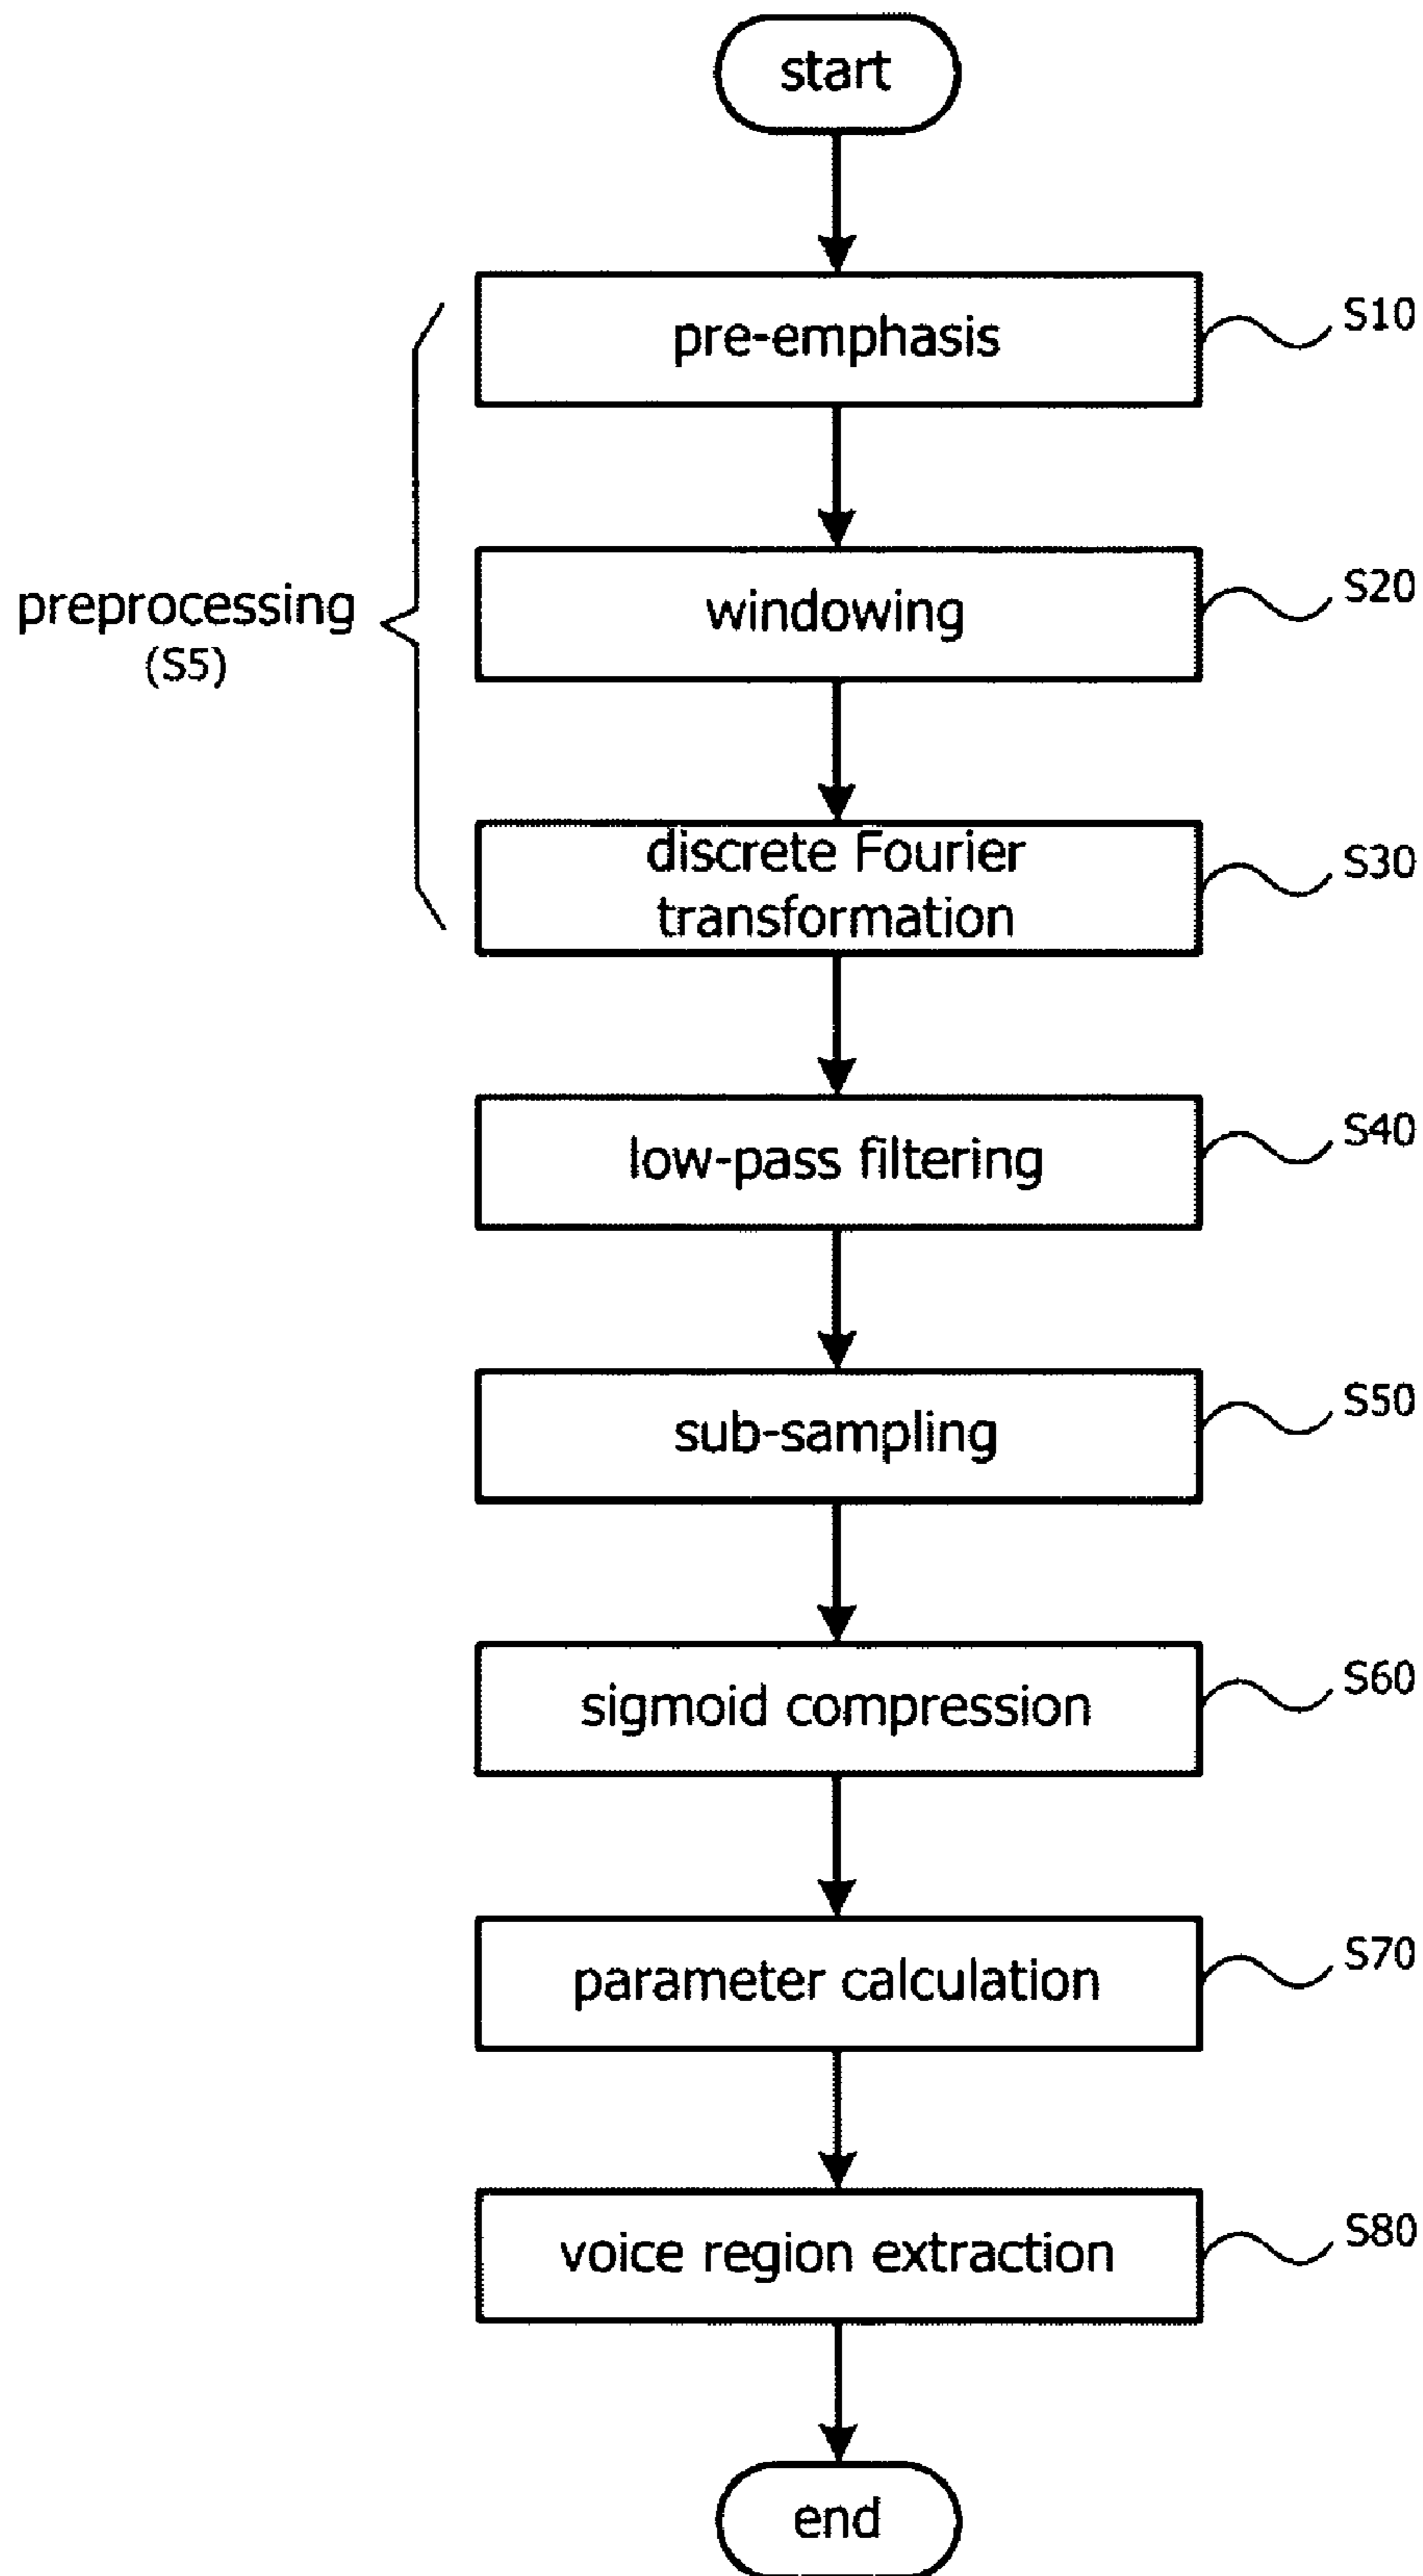 start
pre-emphasis
S10
windowing
S20
preprocessing
(S5)
discrete Fourier
transformation
S30
low-pass filtering
S40
sub-sampling
S50
sigmoid compression
S60
parameter calculation
S70
voice region extraction
S80
end